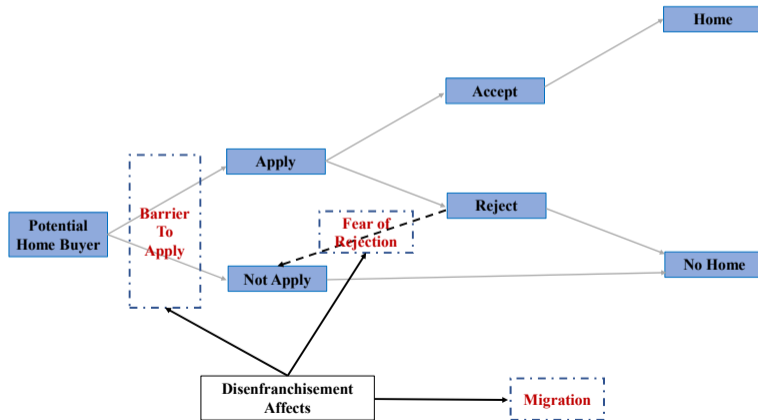 Home
Accept
Apply
Barrier
To
Apply
Potential
Home Buyer
Fear of
Rejection
Reject
Not Apply
No Home
Disenfranchisement
Affects
Migration